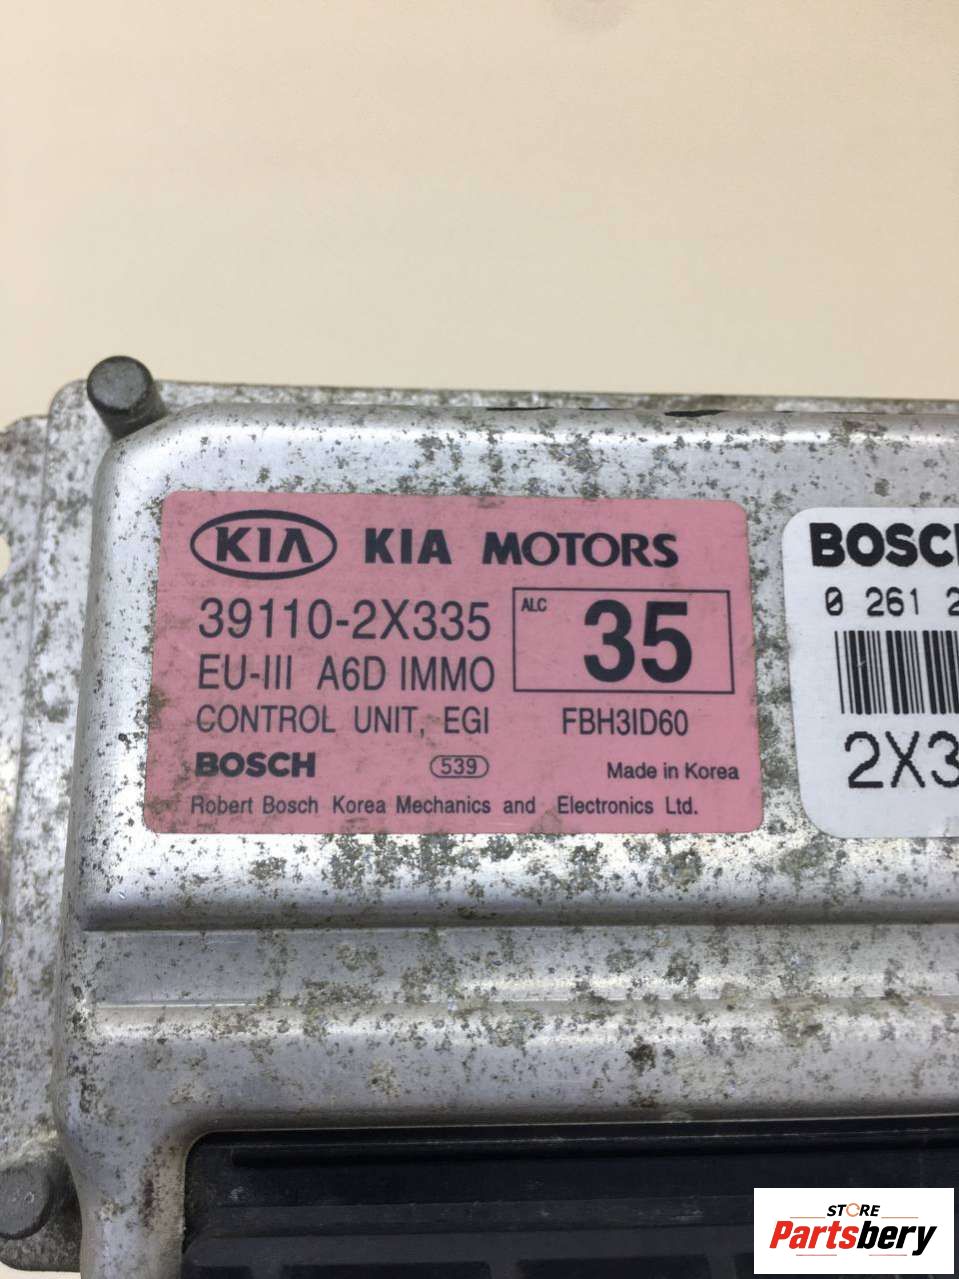 KIA KIA MOTORS
39110-2X335
ALC 35
EU-III A6D IMMO
CONTROL UNIT, EGI FBH3ID60
BOSCH 539 Made in Korea
Robert Bosch Korea Mechanics and Electronics Ltd.
BOSCH
0 261 2
2X3
STORE
Partsbery